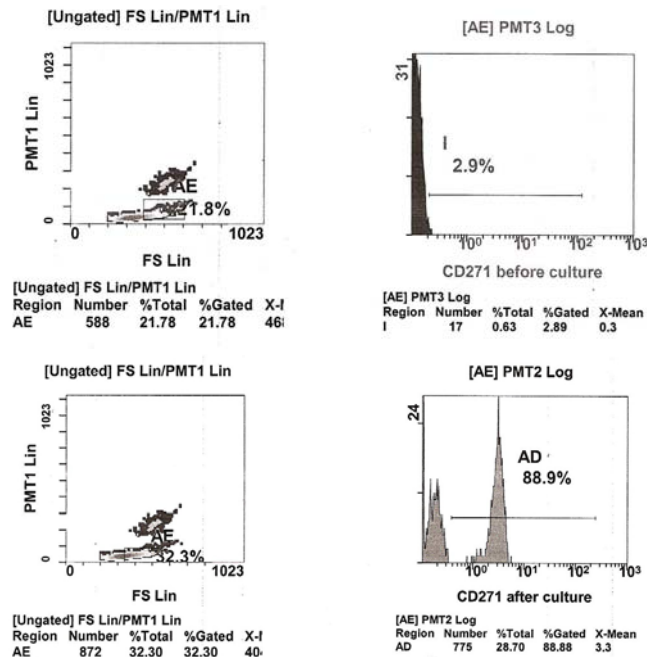 [Ungated] FS Lin/PMT1 Lin
1023
PMT1 Lin
0
AE
21.8%
0
1023
FS Lin
[Ungated] FS Lin/PMT1 Lin
Region Number %Total %Gated
AE 588 21.78 21.78
[AE] PMT3 Log
31
I
2.9%
10⁰ 10¹ 10² 10³
CD271 before culture
[AE] PMT3 Log
Region Number %Total %Gated X-Mean
I 17 0.63 2.89 0.3
[Ungated] FS Lin/PMT1 Lin
1023
PMT1 Lin
0
AE
32.3%
0
1023
FS Lin
[Ungated] FS Lin/PMT1 Lin
Region Number %Total %Gated
AE 872 32.30 32.30
[AE] PMT2 Log
24
AD
88.9%
10⁰ 10¹ 10² 10³
CD271 after culture
[AE] PMT2 Log
Region Number %Total %Gated X-Mean
AD 775 28.70 88.88 3.3